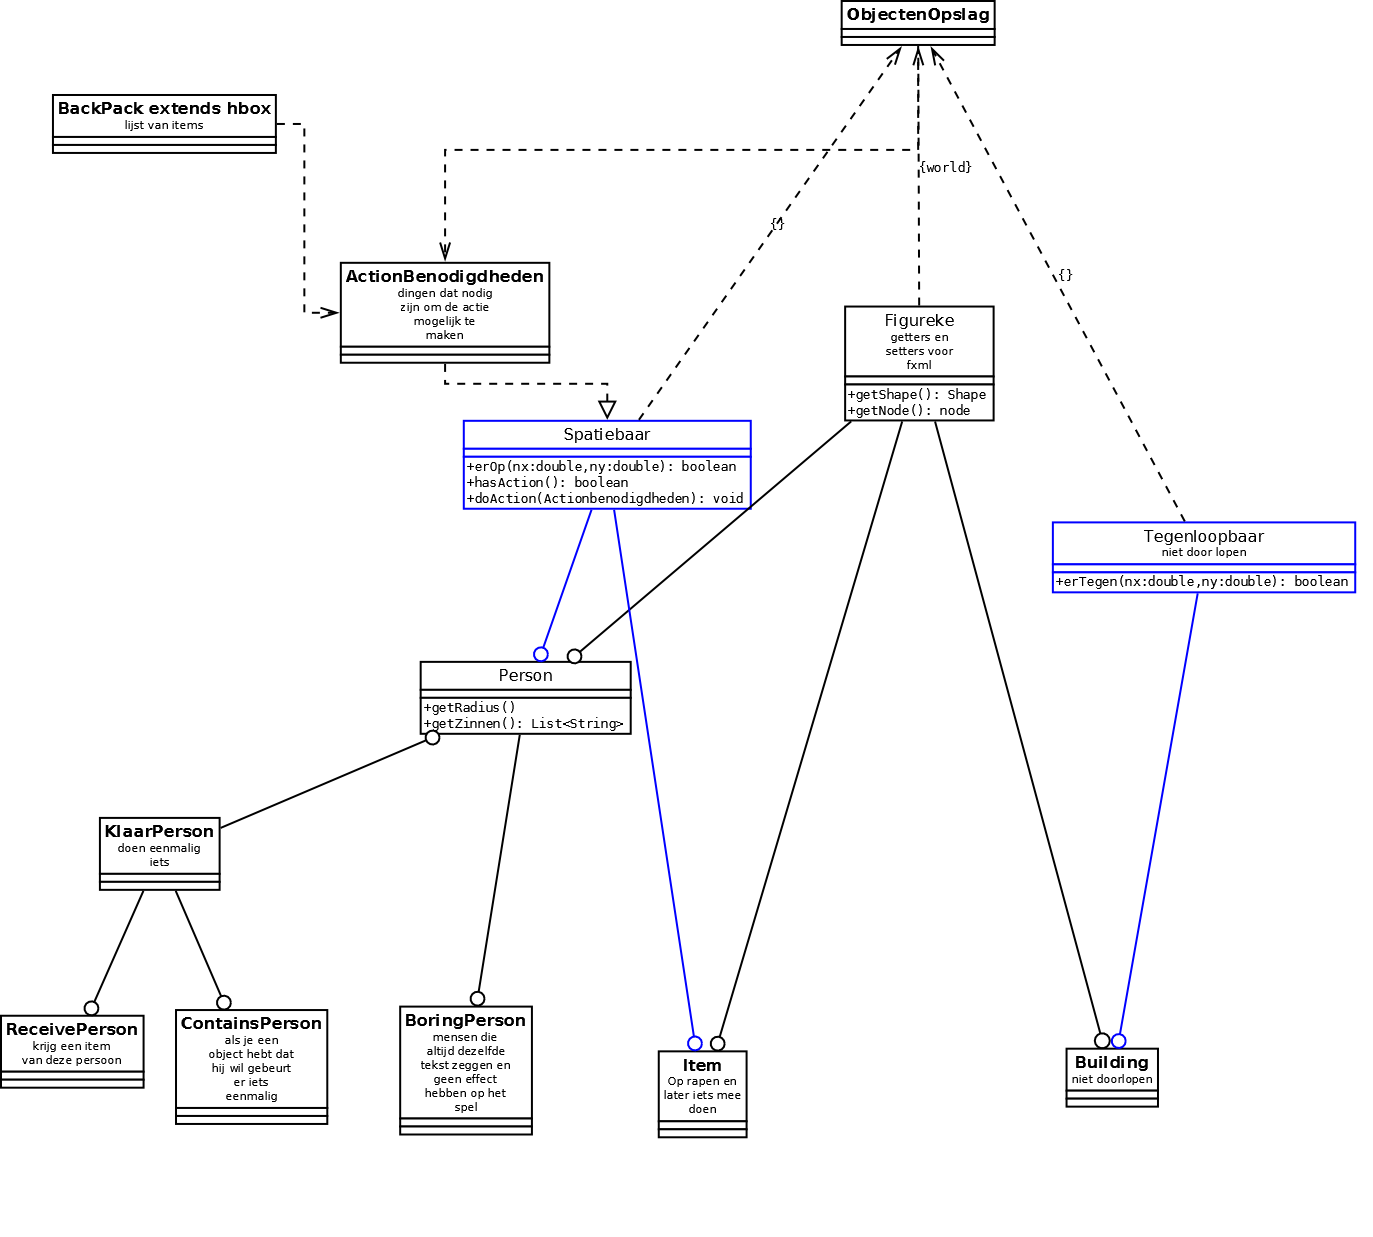 ObjectenOpslag
BackPack extends hbox
lijst van items
{world}
{}
{}
ActionBenodigdheden
dingen dat nodig
zijn om de actie
mogelijk te
maken
Figureke
getters en
setters voor
fxml
+getShape(): Shape
+getNode(): node
Spatiebaar
+erOp(nx:double,ny:double): boolean
+hasAction(): boolean
+doAction(Actionbenodigdheden): void
Tegenloopbaar
niet door lopen
+erTegen(nx:double,ny:double): boolean
Person
+getRadius()
+getZinnen(): List<String>
KlaarPerson
doen eenmalig
iets
ReceivePerson
krijg een item
van deze persoon
ContainsPerson
als je een
object hebt dat
hij wil gebeurt
er iets
eenmalig
BoringPerson
mensen die
altijd dezelfde
tekst zeggen en
geen effect
hebben op het
spel
Item
Op rapen en
later iets mee
doen
Building
niet doorlopen